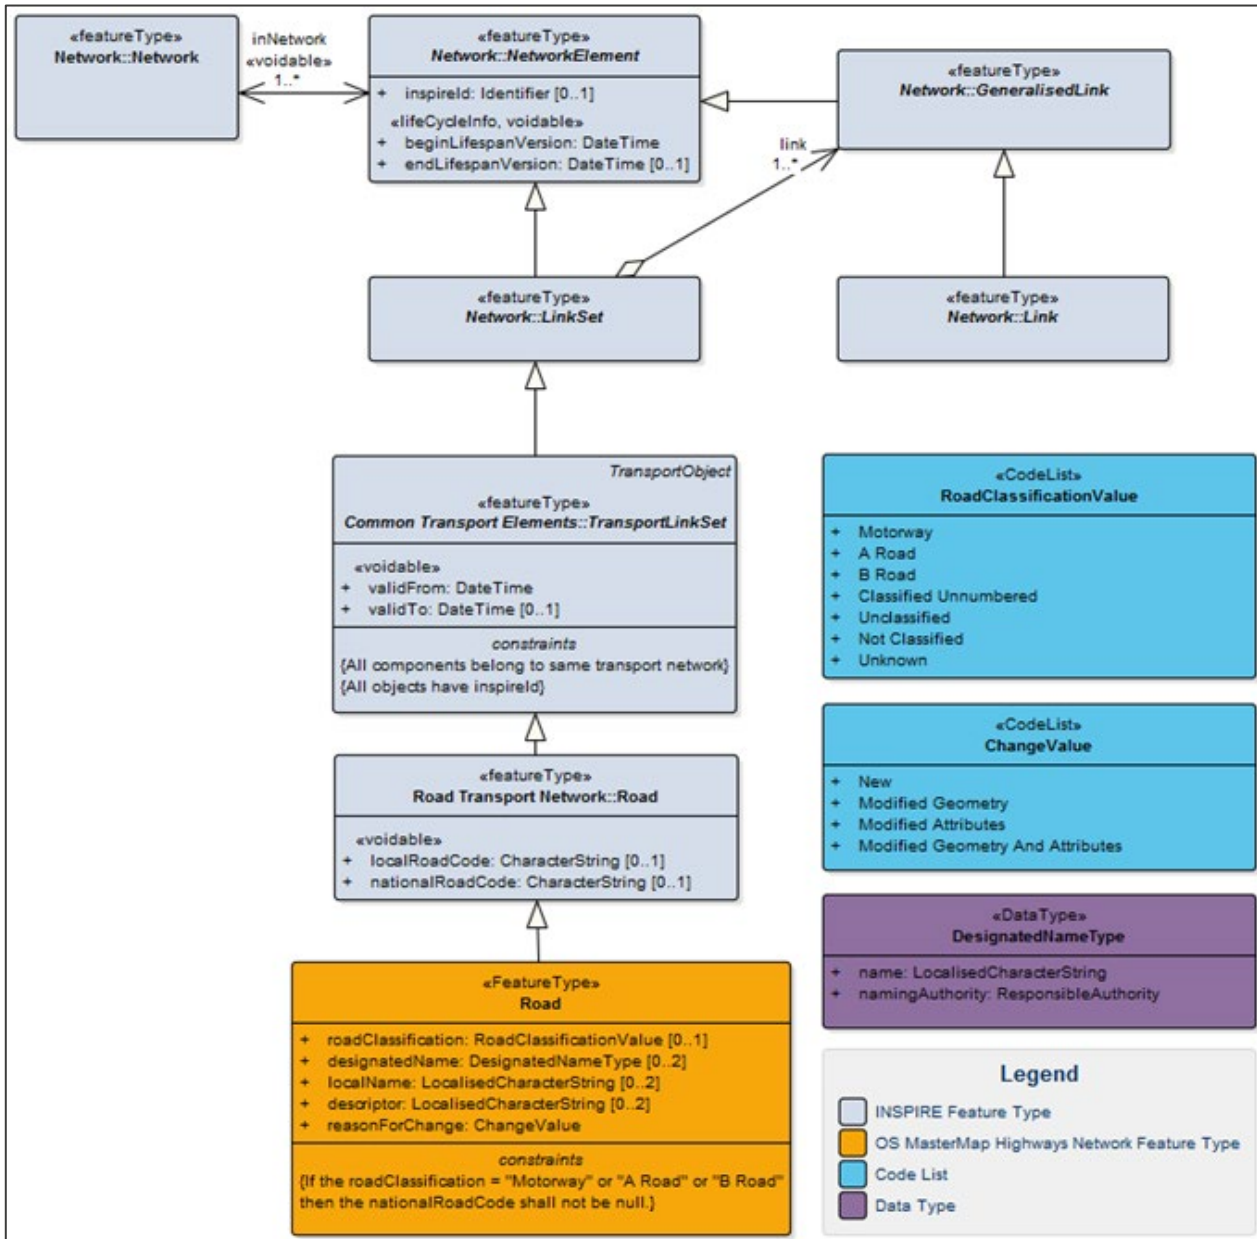 «featureType»
Network::Network
inNetwork
«voidable»
1..*
«featureType»
Network::NetworkElement
+ inspireId: Identifier [0..1]
«lifeCycleInfo, voidable»
+ beginLifespanVersion: DateTime
+ endLifespanVersion: DateTime [0..1]
«featureType»
Network::GeneralisedLink
link
1..*
«featureType»
Network::LinkSet
«featureType»
Network::Link
TransportObject
«featureType»
Common Transport Elements::TransportLinkSet
«voidable»
+ validFrom: DateTime
+ validTo: DateTime [0..1]
constraints
{All components belong to same transport network}
{All objects have inspireId}
«featureType»
Road Transport Network::Road
«voidable»
+ localRoadCode: CharacterString [0..1]
+ nationalRoadCode: CharacterString [0..1]
«FeatureType»
Road
+ roadClassification: RoadClassificationValue [0..1]
+ designatedName: DesignatedNameType [0..2]
+ localName: LocalisedCharacterString [0..2]
+ descriptor: LocalisedCharacterString [0..2]
+ reasonForChange: ChangeValue
constraints
{If the roadClassification = "Motorway" or "A Road" or "B Road"
then the nationalRoadCode shall not be null.}
«CodeList»
RoadClassificationValue
+ Motorway
+ A Road
+ B Road
+ Classified Unnumbered
+ Unclassified
+ Not Classified
+ Unknown
«CodeList»
ChangeValue
+ New
+ Modified Geometry
+ Modified Attributes
+ Modified Geometry And Attributes
«DataType»
DesignatedNameType
+ name: LocalisedCharacterString
+ namingAuthority: ResponsibleAuthority
Legend
INSPIRE Feature Type
OS MasterMap Highways Network Feature Type
Code List
Data Type